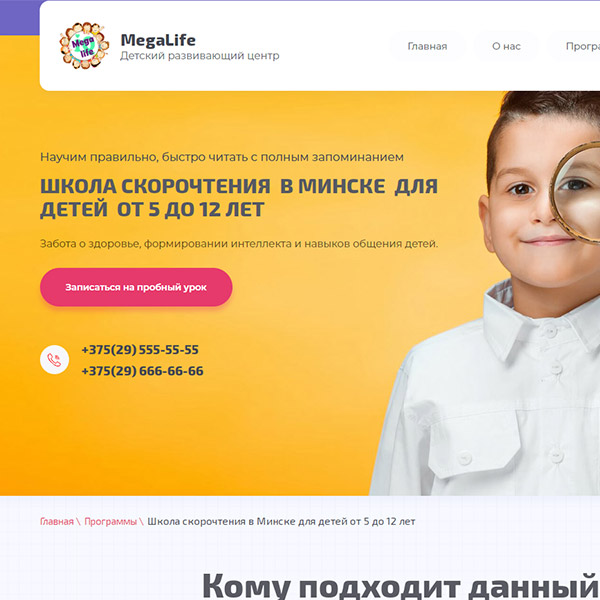 Mega
life
MegaLife
Детский развивающий центр
Главная
О нас
Програ
Научим правильно, быстро читать с полным запоминанием
ШКОЛА СКОРОЧТЕНИЯ В МИНСКЕ ДЛЯ
ДЕТЕЙ ОТ 5 ДО 12 ЛЕТ
Забота о здоровье, формировании интеллекта и навыков общения детей.
Записаться на пробный урок
+375(29) 555-55-55
+375(29) 666-66-66
Главная \ Программы \ Школа скорочтения в Минске для детей от 5 до 12 лет
Кому подходит данный